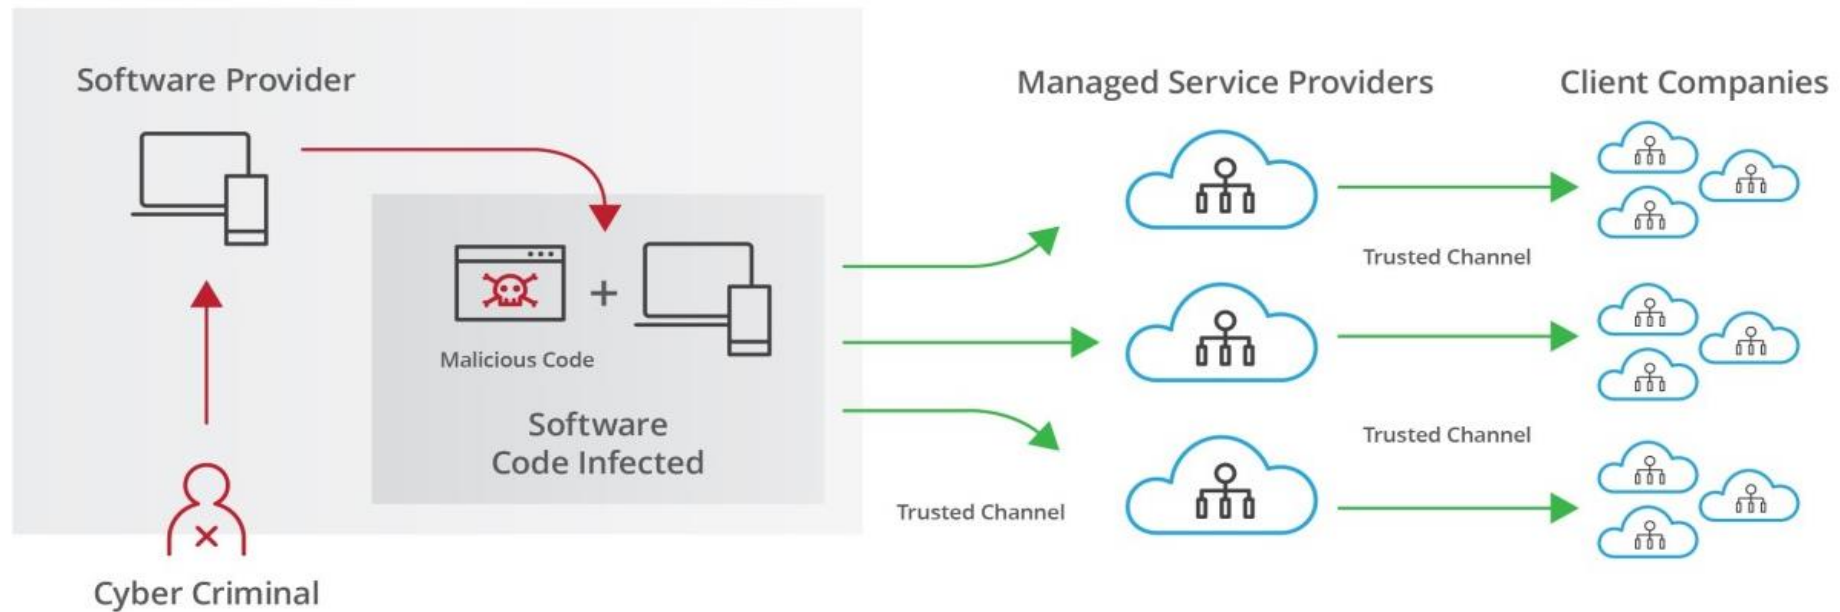 Software Provider
Managed Service Providers
Client Companies
Malicious Code
+
Software
Code Infected
Trusted Channel
Trusted Channel
Trusted Channel
Cyber Criminal